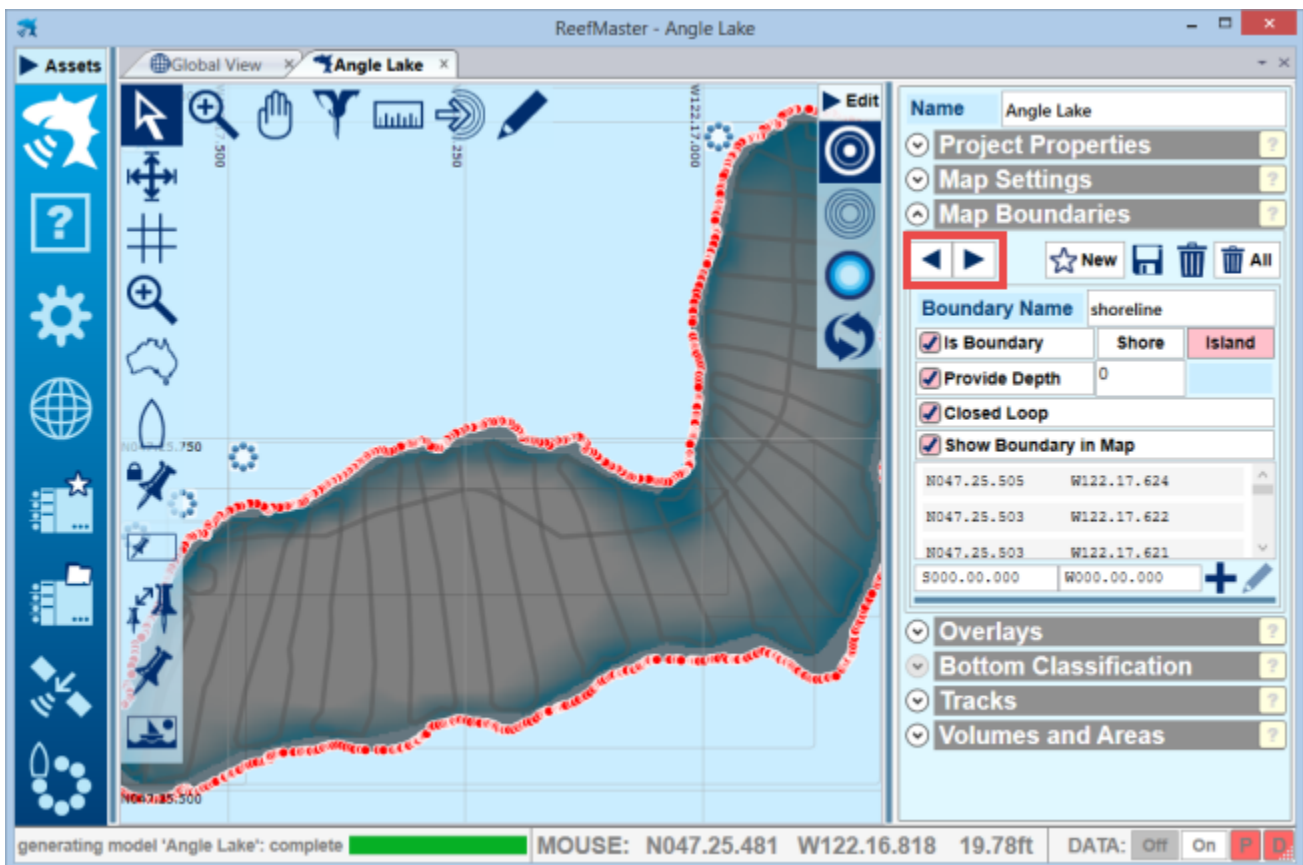 ReefMaster - Angle Lake
Assets
Global View
Angle Lake
Edit
W122.17.000
.500
.250
N047.25.750
N047.25.500
Name Angle Lake
Project Properties ?
Map Settings ?
Map Boundaries ?
New All
Boundary Name shoreline
Is Boundary Shore Island
Provide Depth 0
Closed Loop
Show Boundary in Map
N047.25.505 W122.17.624
N047.25.503 W122.17.622
N047.25.503 W122.17.621
S000.00.000 W000.00.000
Overlays ?
Bottom Classification ?
Tracks ?
Volumes and Areas ?
generating model 'Angle Lake': complete MOUSE: N047.25.481 W122.16.818 19.78ft DATA: Off On P D